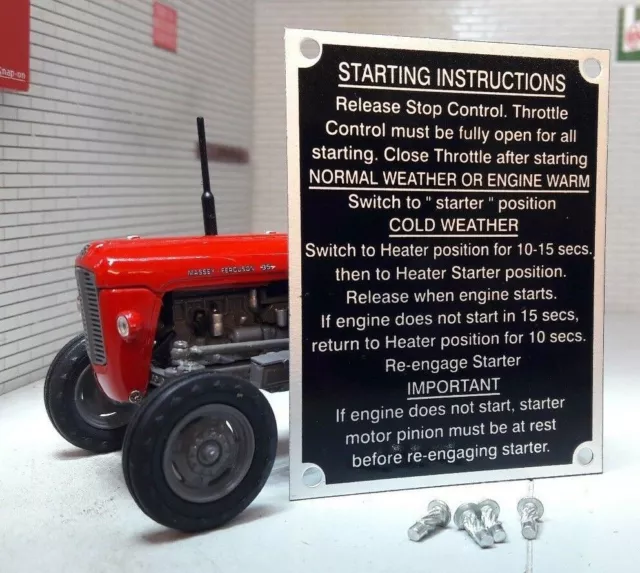 Snap-on
STARTING INSTRUCTIONS
Release Stop Control. Throttle
Control must be fully open for all
starting. Close Throttle after starting
NORMAL WEATHER OR ENGINE WARM
Switch to " starter " position
COLD WEATHER
Switch to Heater position for 10-15 secs.
then to Heater Starter position.
Release when engine starts.
If engine does not start in 15 secs,
return to Heater position for 10 secs.
Re-engage Starter
IMPORTANT
If engine does not start, starter
motor pinion must be at rest
before re-engaging starter.
MASSEY FERGUSON 35